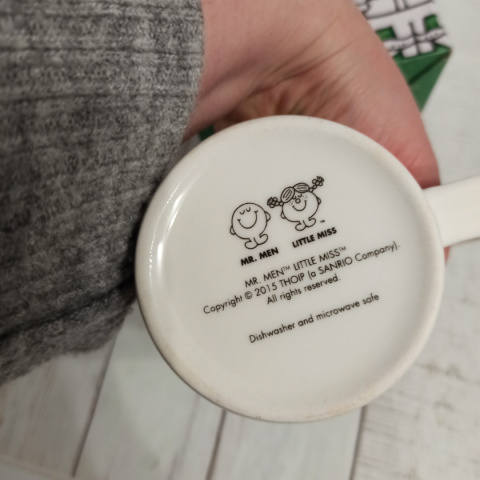 MR. MEN LITTLE MISS™
MR. MEN™ LITTLE MISS™
Copyright © 2015 THOIP (a SANRIO Company).
All rights reserved.
Dishwasher and microwave safe